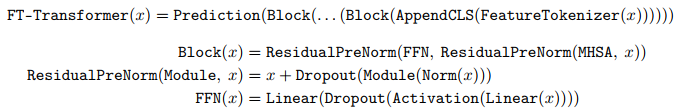 FT-Transformer(x) = Prediction(Block(...(Block(AppendCLS(FeatureTokenizer(x))))))
Block(x) = ResidualPreNorm(FFN, ResidualPreNorm(MHSA, x))
ResidualPreNorm(Module, x) = x + Dropout(Module(Norm(x)))
FFN(x) = Linear(Dropout(Activation(Linear(x))))